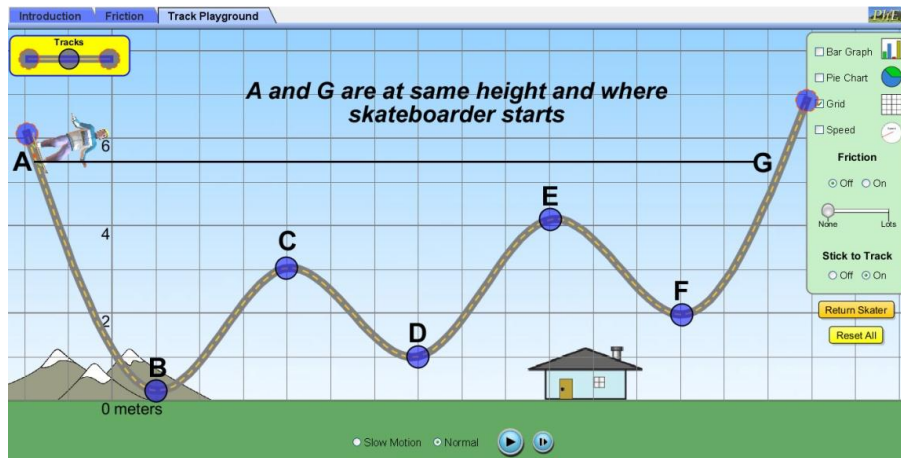 Introduction
Friction
Track Playground
PhET
Tracks
A and G are at same height and where
skateboarder starts
Bar Graph
Pie Chart
Grid
Speed
Friction
Off On
None Lots
Stick to Track
Off On
Return Skater
Reset All
6
A
G
E
4
C
F
2
D
B
0 meters
Slow Motion Normal